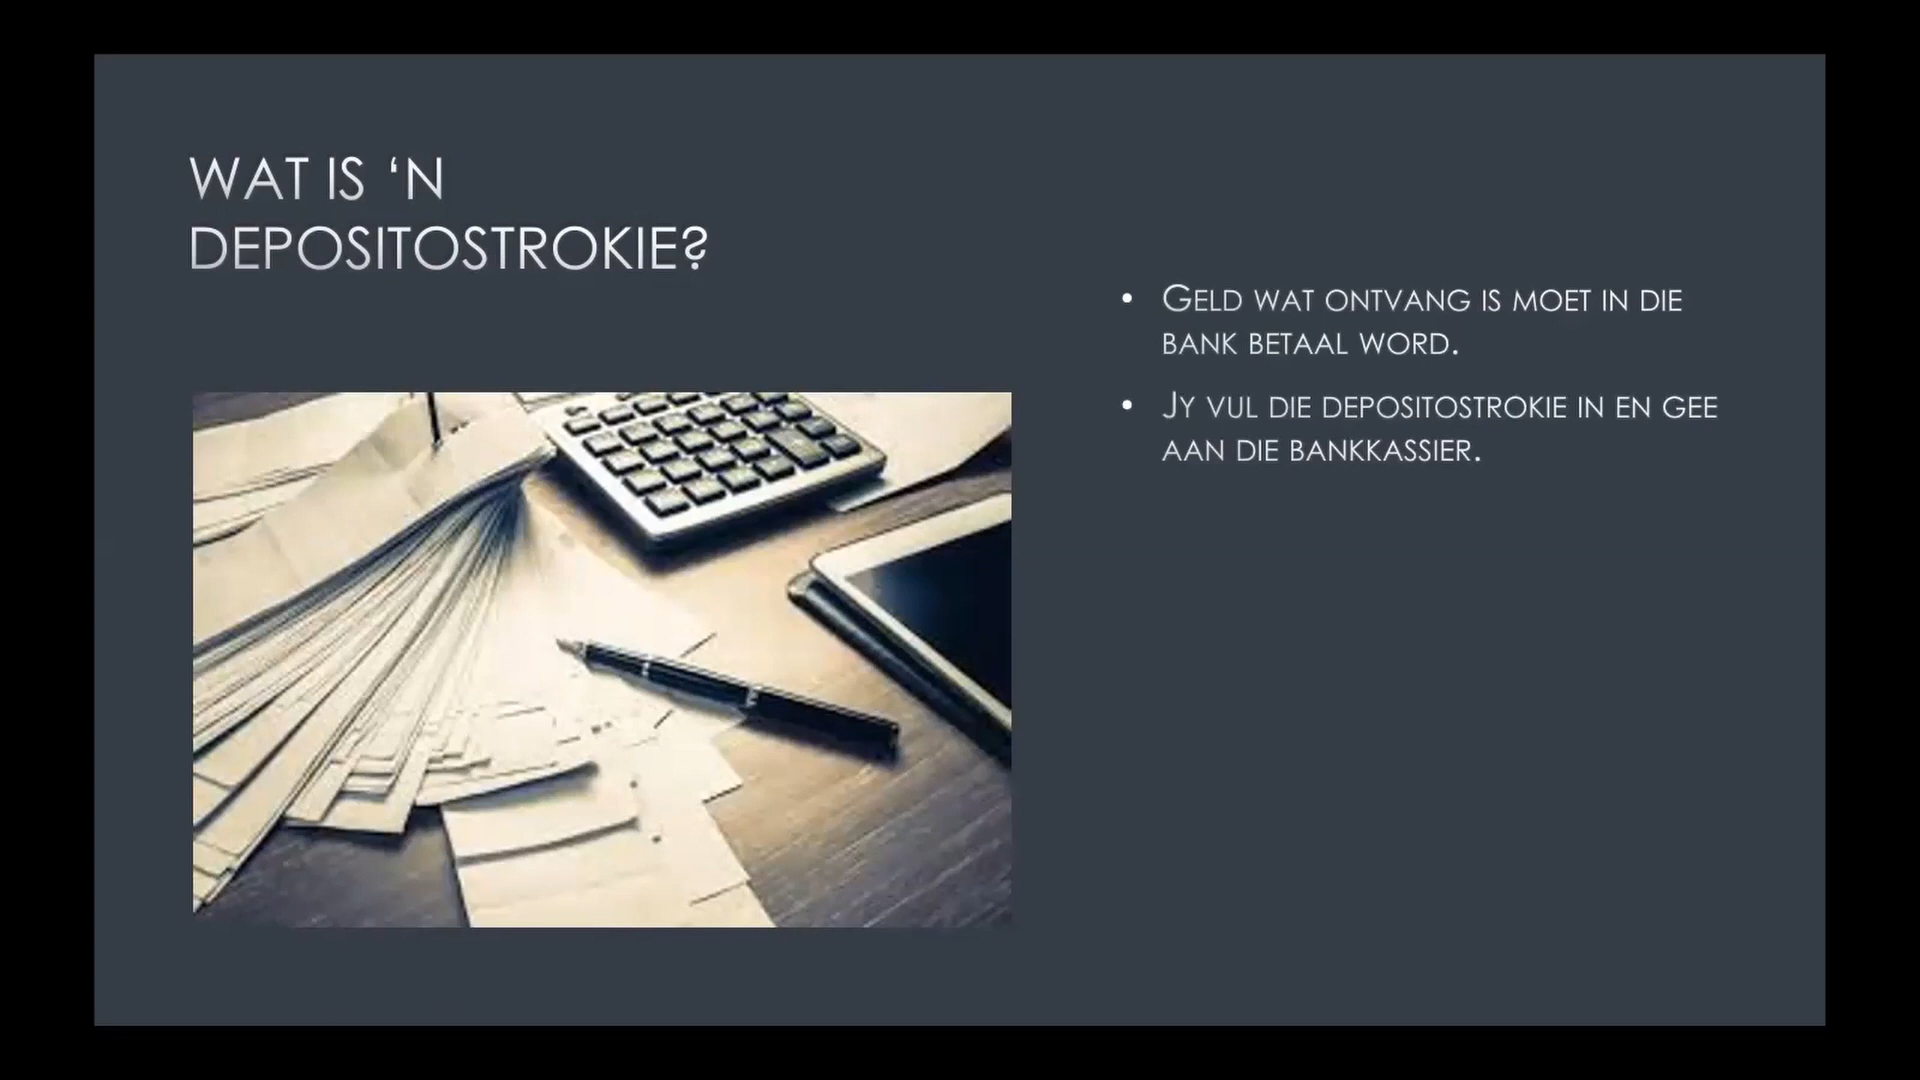 WAT IS ‘N
DEPOSITOSTROKIE?
• GELD WAT ONTVANG IS MOET IN DIE
BANK BETAAL WORD.
• JY VUL DIE DEPOSITOSTROKIE IN EN GEE
AAN DIE BANKKASSIER.